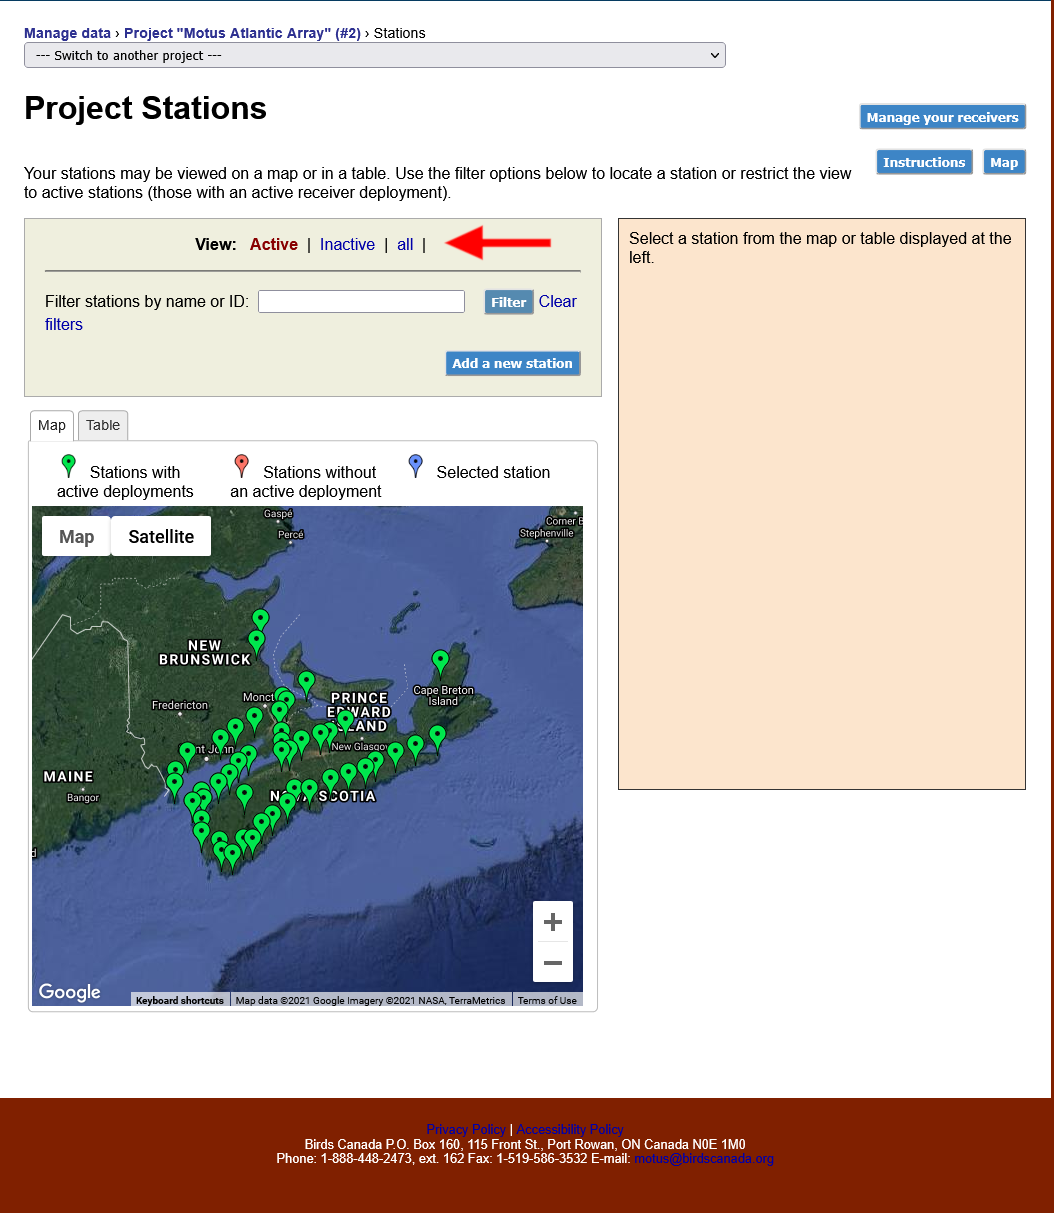 Manage data › Project "Motus Atlantic Array" (#2) › Stations
--- Switch to another project ---
Project Stations
Manage your receivers
Instructions Map
Your stations may be viewed on a map or in a table. Use the filter options below to locate a station or restrict the view
to active stations (those with an active receiver deployment).
View: Active | Inactive | all |
Select a station from the map or table displayed at the
left.
Filter stations by name or ID: Filter Clear
filters
Add a new station
Map Table
Stations with
active deployments
Stations without
an active deployment
Selected station
Map Satellite
Gaspé
Percé
Corner B
Stephenville
NEW
BRUNSWICK
Cape Breton
Island
Monct
PRINCE
EDWARD
LAND
Fredericton
nt John
New Glasgow
MAINE
Bangor
NOVA SCOTIA
d
Google
Keyboard shortcuts Map data ©2021 Google Imagery ©2021 NASA, TerraMetrics Terms of Use
Privacy Policy | Accessibility Policy
Birds Canada P.O. Box 160, 115 Front St., Port Rowan, ON Canada N0E 1M0
Phone: 1-888-448-2473, ext. 162 Fax: 1-519-586-3532 E-mail: motus@birdscanada.org